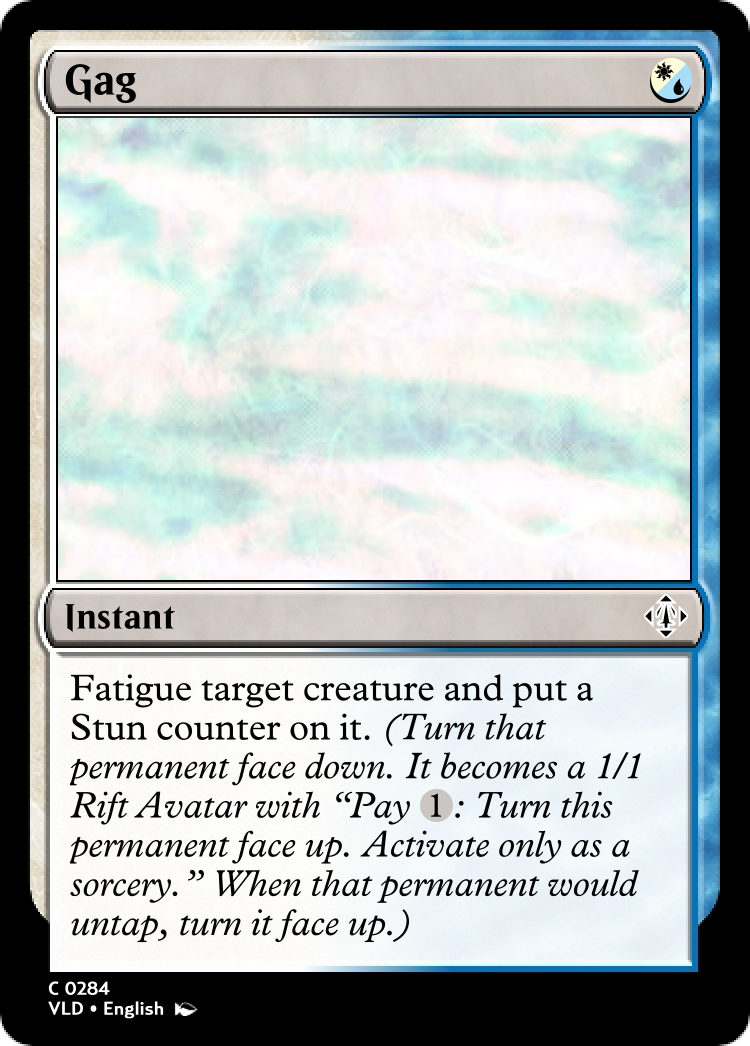 Gag
Instant
Fatigue target creature and put a
Stun counter on it. (Turn that
permanent face down. It becomes a 1/1
Rift Avatar with “Pay 1: Turn this
permanent face up. Activate only as a
sorcery.” When that permanent would
untap, turn it face up.)
C 0284
VLD • English